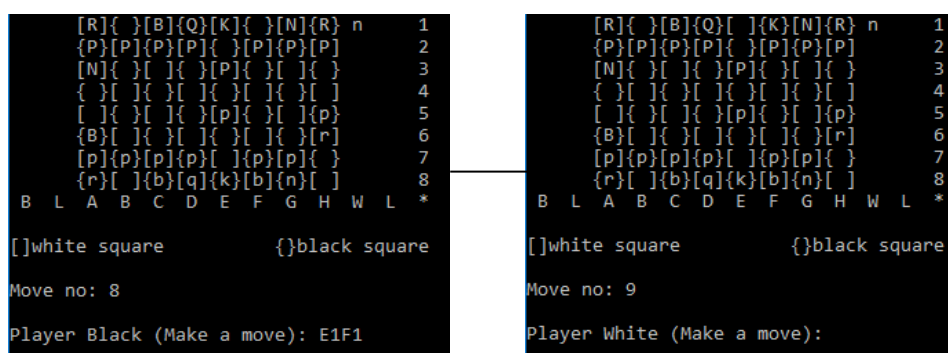 [R]{ }[B]{Q}[K]{ }[N]{R} n 1
{P}[P]{P}[P]{ }[P]{P}[P] 2
[N]{ }[ ]{ }[P]{ }[ ]{ } 3
{ }[ ]{ }[ ]{ }[ ]{ }[ ] 4
[ ]{ }[ ]{ }[p]{ }[ ]{p} 5
{B}[ ]{ }[ ]{ }[ ]{ }[r] 6
[p]{p}[p]{p}[ ]{p}[p]{ } 7
{r}[ ]{b}[q]{k}[b]{n}[ ] 8
B L A B C D E F G H W L *
[]white square {}black square
Move no: 8
Player Black (Make a move): E1F1
[R]{ }[B]{Q}[ ]{K}[N]{R} n 1
{P}[P]{P}[P]{ }[P]{P}[P] 2
[N]{ }[ ]{ }[P]{ }[ ]{ } 3
{ }[ ]{ }[ ]{ }[ ]{ }[ ] 4
[ ]{ }[ ]{ }[p]{ }[ ]{p} 5
{B}[ ]{ }[ ]{ }[ ]{ }[r] 6
[p]{p}[p]{p}[ ]{p}[p]{ } 7
{r}[ ]{b}[q]{k}[b]{n}[ ] 8
B L A B C D E F G H W L *
[]white square {}black square
Move no: 9
Player White (Make a move):